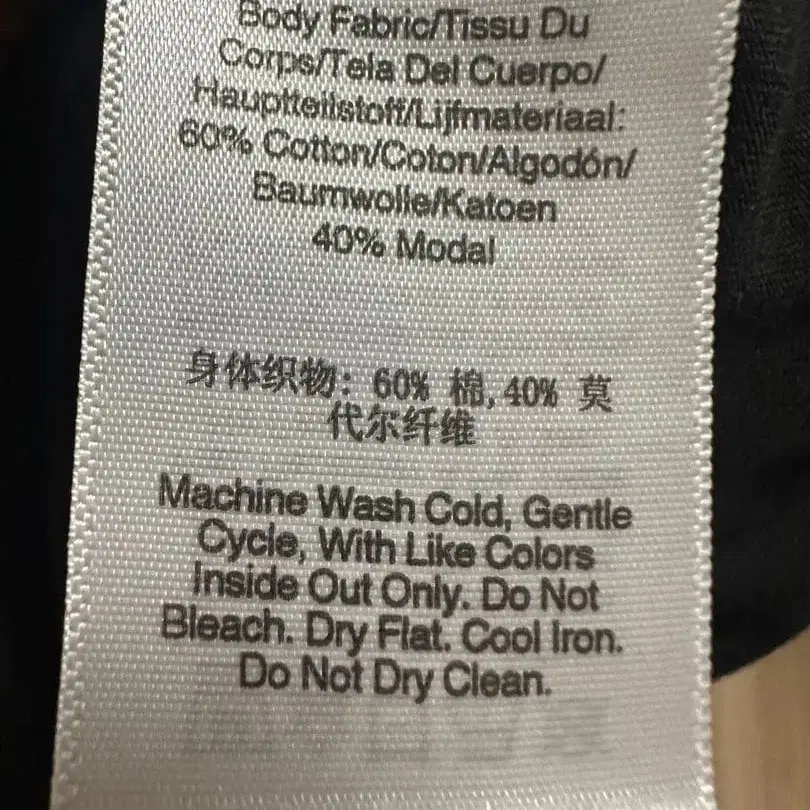 Body Fabric/Tissu Du
Corps/Tela Del Cuerpo/
Hauptteilstoff/Lijfmateriaal:
60% Cotton/Coton/Algodón/
Baumwolle/Katoen
40% Modal
身体织物: 60% 棉,40% 莫
代尔纤维
Machine Wash Cold, Gentle
Cycle, With Like Colors
Inside Out Only. Do Not
Bleach. Dry Flat. Cool Iron.
Do Not Dry Clean.